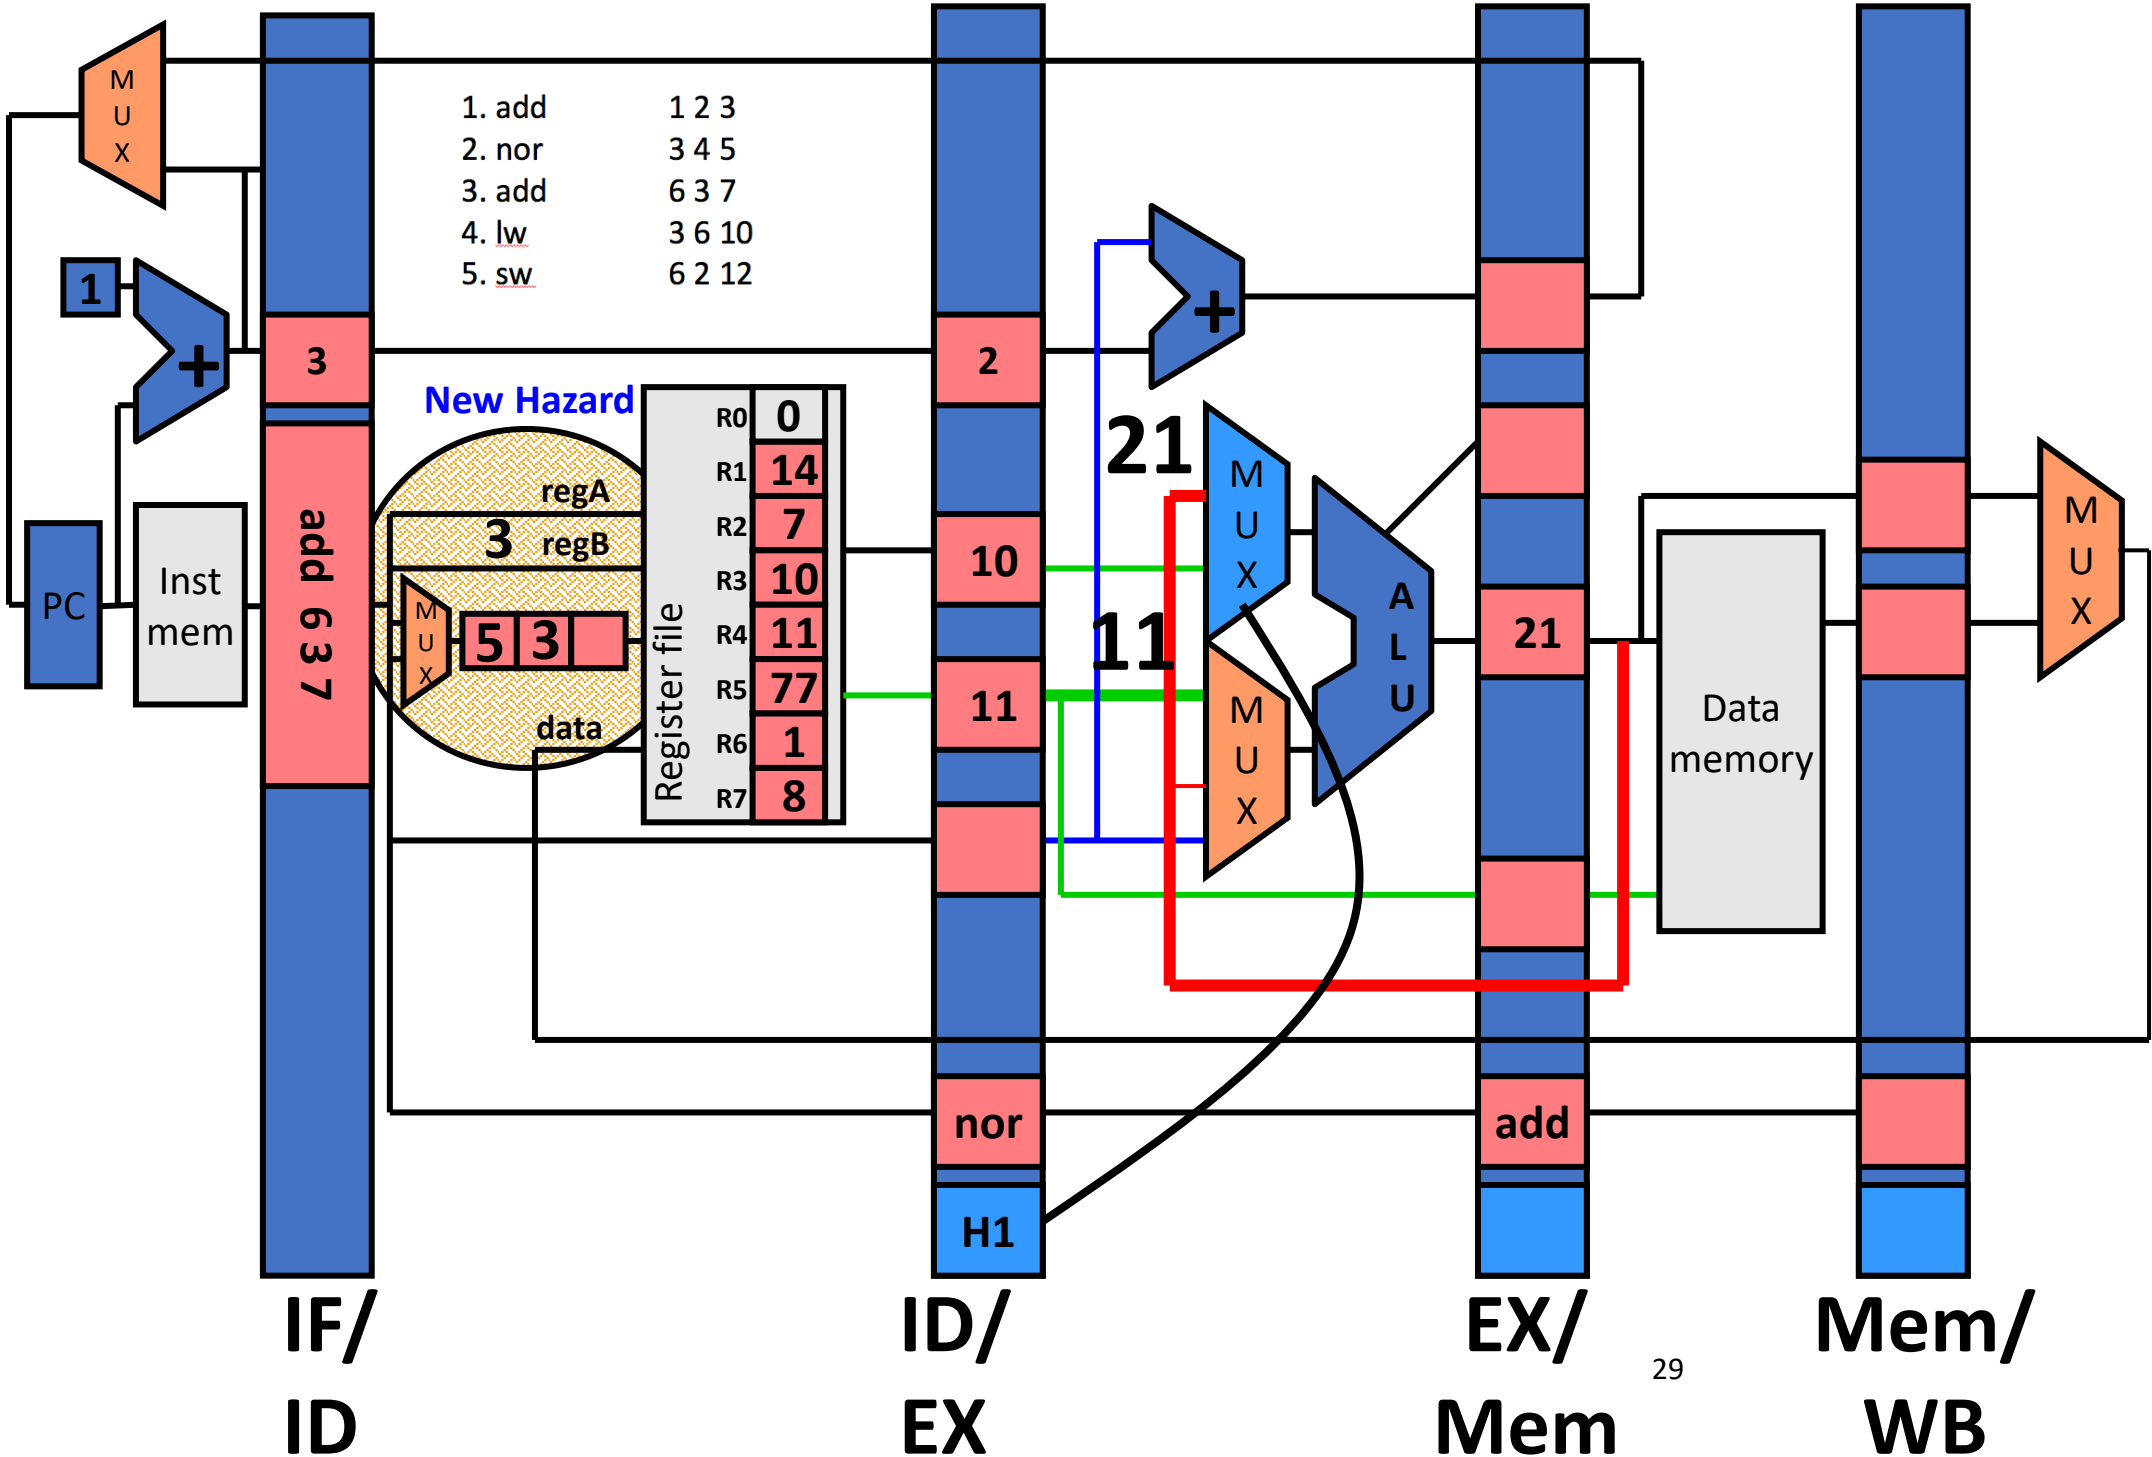 M
U
X
1. add 1 2 3
2. nor 3 4 5
3. add 6 3 7
4. lw 3 6 10
5. sw 6 2 12
1
+
3
2
+
New Hazard
R0 0
R1 14
R2 7
R3 10
R4 11
R5 77
R6 1
R7 8
Register file
regA
3 regB
M
U
X
5 3
data
PC
Inst
mem
add 6 3 7
10
11
21
11
M
U
X
M
U
X
A
L
U
21
Data
memory
M
U
X
nor
add
H1
IF/
ID
ID/
EX
EX/
Mem
29
Mem/
WB